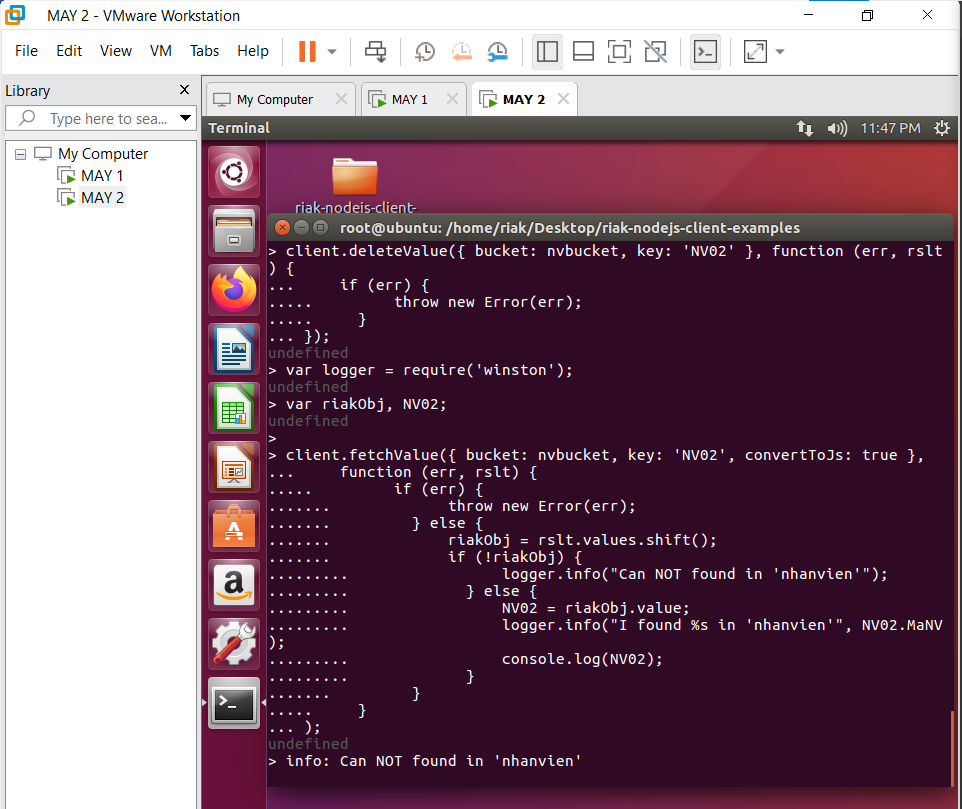 MAY 2 - VMware Workstation
File Edit View VM Tabs Help
Library
Type here to sea...
My Computer
MAY 1
MAY 2
My Computer MAY 1 MAY 2
Terminal 11:47 PM
riak-nodejs-client-
root@ubuntu: /home/riak/Desktop/riak-nodejs-client-examples
> client.deleteValue({ bucket: nvbucket, key: 'NV02' }, function (err, rslt
) {
...     if (err) {
.....         throw new Error(err);
.....     }
... });
undefined
> var logger = require('winston');
undefined
> var riakObj, NV02;
undefined
>
> client.fetchValue({ bucket: nvbucket, key: 'NV02', convertToJs: true },
...     function (err, rslt) {
.....         if (err) {
.......             throw new Error(err);
.......         } else {
.......             riakObj = rslt.values.shift();
.......             if (!riakObj) {
.........                 logger.info("Can NOT found in 'nhanvien'");
.........             } else {
.........                 NV02 = riakObj.value;
.........                 logger.info("I found %s in 'nhanvien'", NV02.MaNV
);
.........                 console.log(NV02);
.........             }
.......         }
.....     }
... );
undefined
> info: Can NOT found in 'nhanvien'